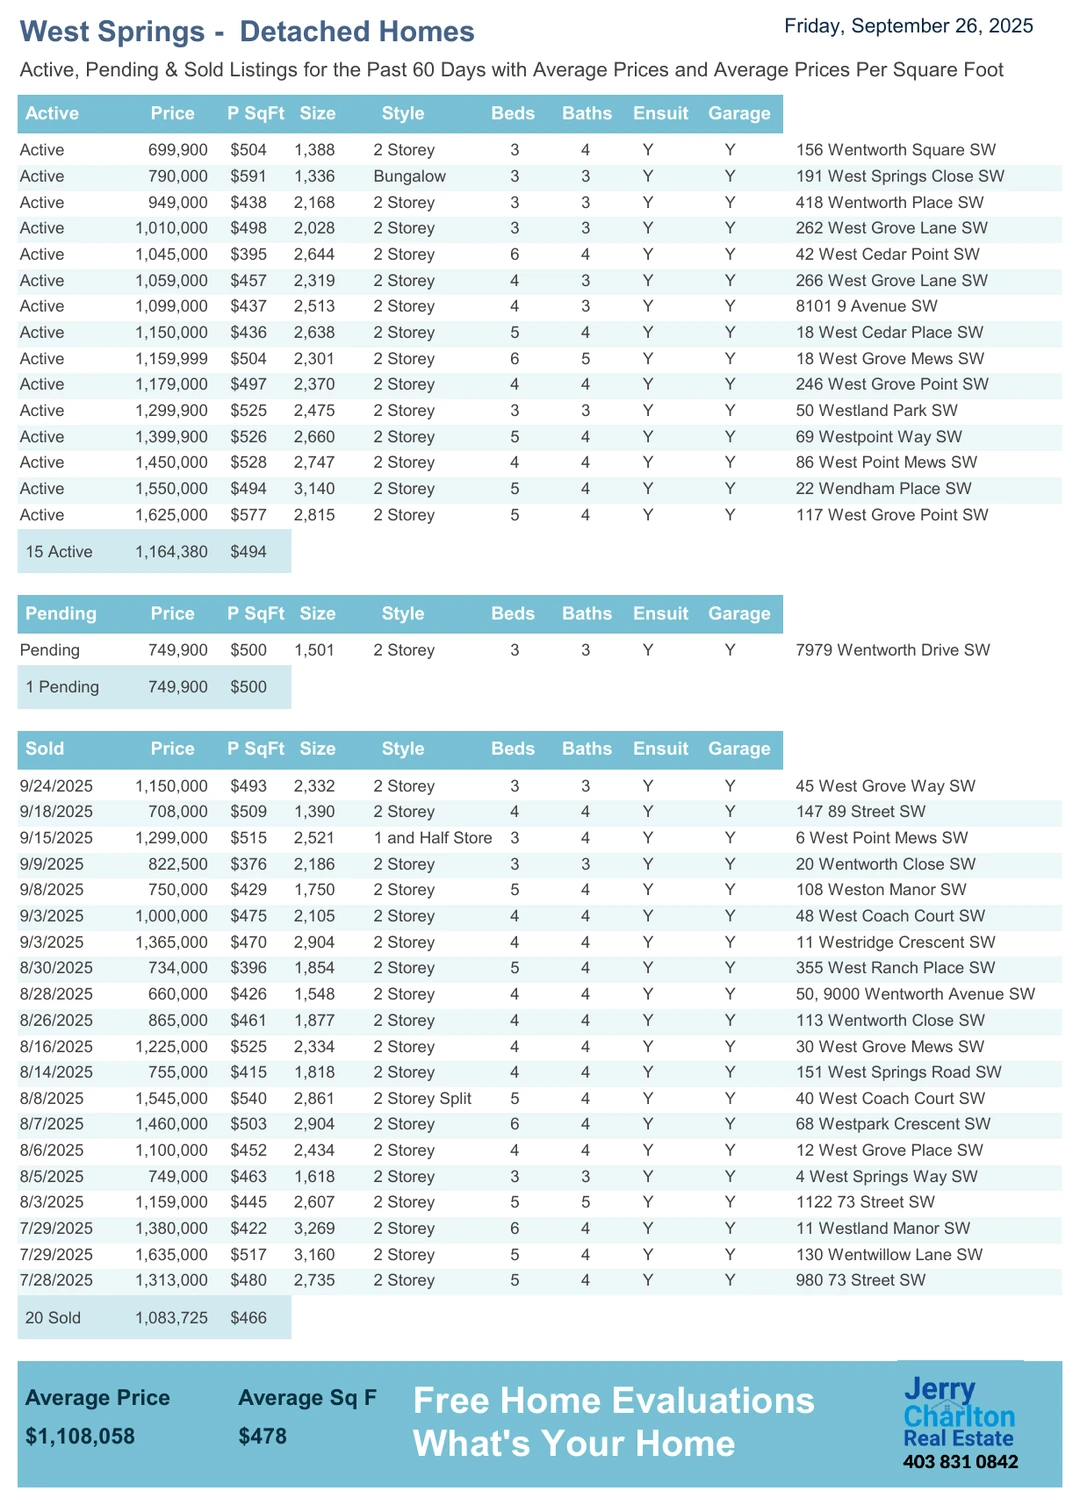 West Springs - Detached Homes
Friday, September 26, 2025
Active, Pending & Sold Listings for the Past 60 Days with Average Prices and Average Prices Per Square Foot
Active Price P SqFt Size Style Beds Baths Ensuit Garage
Active 699,900 $504 1,388 2 Storey 3 4 Y Y 156 Wentworth Square SW
Active 790,000 $591 1,336 Bungalow 3 3 Y Y 191 West Springs Close SW
Active 949,000 $438 2,168 2 Storey 3 3 Y Y 418 Wentworth Place SW
Active 1,010,000 $498 2,028 2 Storey 3 3 Y Y 262 West Grove Lane SW
Active 1,045,000 $395 2,644 2 Storey 6 4 Y Y 42 West Cedar Point SW
Active 1,059,000 $457 2,319 2 Storey 4 3 Y Y 266 West Grove Lane SW
Active 1,099,000 $437 2,513 2 Storey 4 3 Y Y 8101 9 Avenue SW
Active 1,150,000 $436 2,638 2 Storey 5 4 Y Y 18 West Cedar Place SW
Active 1,159,999 $504 2,301 2 Storey 6 5 Y Y 18 West Grove Mews SW
Active 1,179,000 $497 2,370 2 Storey 4 4 Y Y 246 West Grove Point SW
Active 1,299,900 $525 2,475 2 Storey 3 3 Y Y 50 Westland Park SW
Active 1,399,900 $526 2,660 2 Storey 5 4 Y Y 69 Westpoint Way SW
Active 1,450,000 $528 2,747 2 Storey 4 4 Y Y 86 West Point Mews SW
Active 1,550,000 $494 3,140 2 Storey 5 4 Y Y 22 Wendham Place SW
Active 1,625,000 $577 2,815 2 Storey 5 4 Y Y 117 West Grove Point SW
15 Active 1,164,380 $494
Pending Price P SqFt Size Style Beds Baths Ensuit Garage
Pending 749,900 $500 1,501 2 Storey 3 3 Y Y 7979 Wentworth Drive SW
1 Pending 749,900 $500
Sold Price P SqFt Size Style Beds Baths Ensuit Garage
9/24/2025 1,150,000 $493 2,332 2 Storey 3 3 Y Y 45 West Grove Way SW
9/18/2025 708,000 $509 1,390 2 Storey 4 4 Y Y 147 89 Street SW
9/15/2025 1,299,000 $515 2,521 1 and Half Store 3 4 Y Y 6 West Point Mews SW
9/9/2025 822,500 $376 2,186 2 Storey 3 3 Y Y 20 Wentworth Close SW
9/8/2025 750,000 $429 1,750 2 Storey 5 4 Y Y 108 Weston Manor SW
9/3/2025 1,000,000 $475 2,105 2 Storey 4 4 Y Y 48 West Coach Court SW
9/3/2025 1,365,000 $470 2,904 2 Storey 4 4 Y Y 11 Westridge Crescent SW
8/30/2025 734,000 $396 1,854 2 Storey 5 4 Y Y 355 West Ranch Place SW
8/28/2025 660,000 $426 1,548 2 Storey 4 4 Y Y 50, 9000 Wentworth Avenue SW
8/26/2025 865,000 $461 1,877 2 Storey 4 4 Y Y 113 Wentworth Close SW
8/16/2025 1,225,000 $525 2,334 2 Storey 4 4 Y Y 30 West Grove Mews SW
8/14/2025 755,000 $415 1,818 2 Storey 4 4 Y Y 151 West Springs Road SW
8/8/2025 1,545,000 $540 2,861 2 Storey Split 5 4 Y Y 40 West Coach Court SW
8/7/2025 1,460,000 $503 2,904 2 Storey 6 4 Y Y 68 Westpark Crescent SW
8/6/2025 1,100,000 $452 2,434 2 Storey 4 4 Y Y 12 West Grove Place SW
8/5/2025 749,000 $463 1,618 2 Storey 3 3 Y Y 4 West Springs Way SW
8/3/2025 1,159,000 $445 2,607 2 Storey 5 5 Y Y 1122 73 Street SW
7/29/2025 1,380,000 $422 3,269 2 Storey 6 4 Y Y 11 Westland Manor SW
7/29/2025 1,635,000 $517 3,160 2 Storey 5 4 Y Y 130 Wentwillow Lane SW
7/28/2025 1,313,000 $480 2,735 2 Storey 5 4 Y Y 980 73 Street SW
20 Sold 1,083,725 $466
Average Price Average Sq F
$1,108,058 $478
Free Home Evaluations
What's Your Home
Jerry
Charlton
Real Estate
403 831 0842